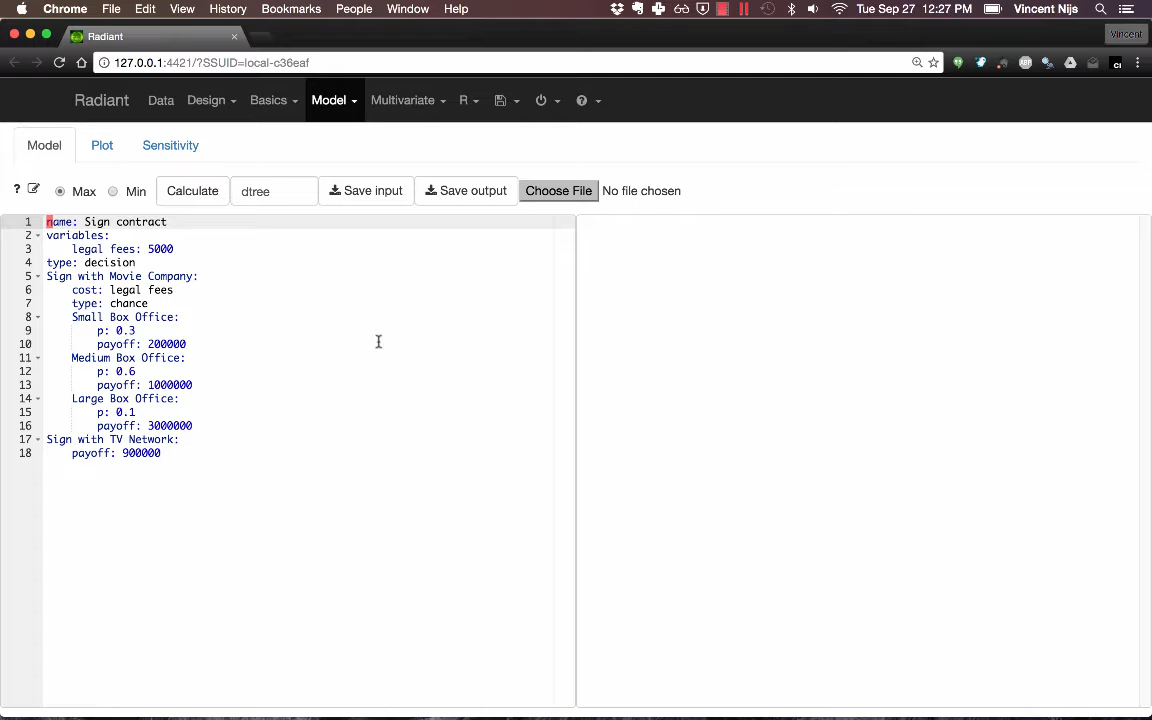 Chrome File Edit View History Bookmarks People Window Help Tue Sep 27 12:27 PM Vincent Nijs
Radiant Vincent
127.0.0.1:4421/?SSUID=local-c36eaf ABP CI
Radiant Data Design Basics Model Multivariate R ?
Model Plot Sensitivity
? Max Min Calculate dtree Save input Save output Choose File No file chosen
1 name: Sign contract
2 variables:
3 legal fees: 5000
4 type: decision
5 Sign with Movie Company:
6 cost: legal fees
7 type: chance
8 Small Box Office:
9 p: 0.3
10 payoff: 200000
11 Medium Box Office:
12 p: 0.6
13 payoff: 1000000
14 Large Box Office:
15 p: 0.1
16 payoff: 3000000
17 Sign with TV Network:
18 payoff: 900000